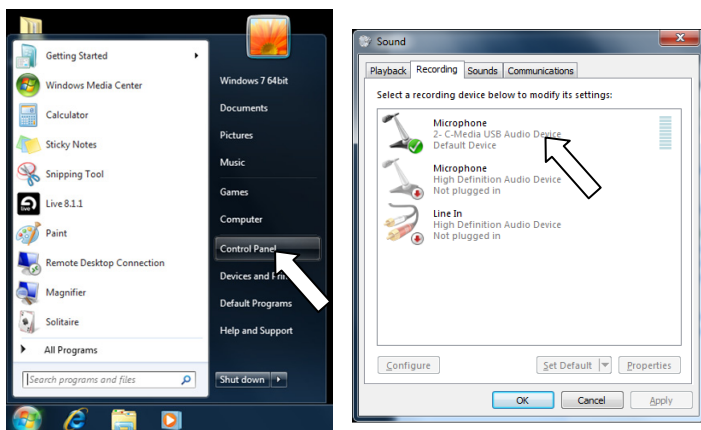 Getting Started
Windows Media Center
Calculator
Sticky Notes
Snipping Tool
Live 8.1.1
Paint
Remote Desktop Connection
Magnifier
Solitaire
All Programs
Search programs and files
Windows 7 64bit
Documents
Pictures
Music
Games
Computer
Control Panel
Devices and
Default Programs
Help and Support
Shut down
Sound
Playback Recording Sounds Communications
Select a recording device below to modify its settings:
Microphone
2- C-Media USB Audio Device
Default Device
Microphone
High Definition Audio Device
Not plugged in
Line In
High Definition Audio Device
Not plugged in
Configure Set Default Properties
OK Cancel Apply